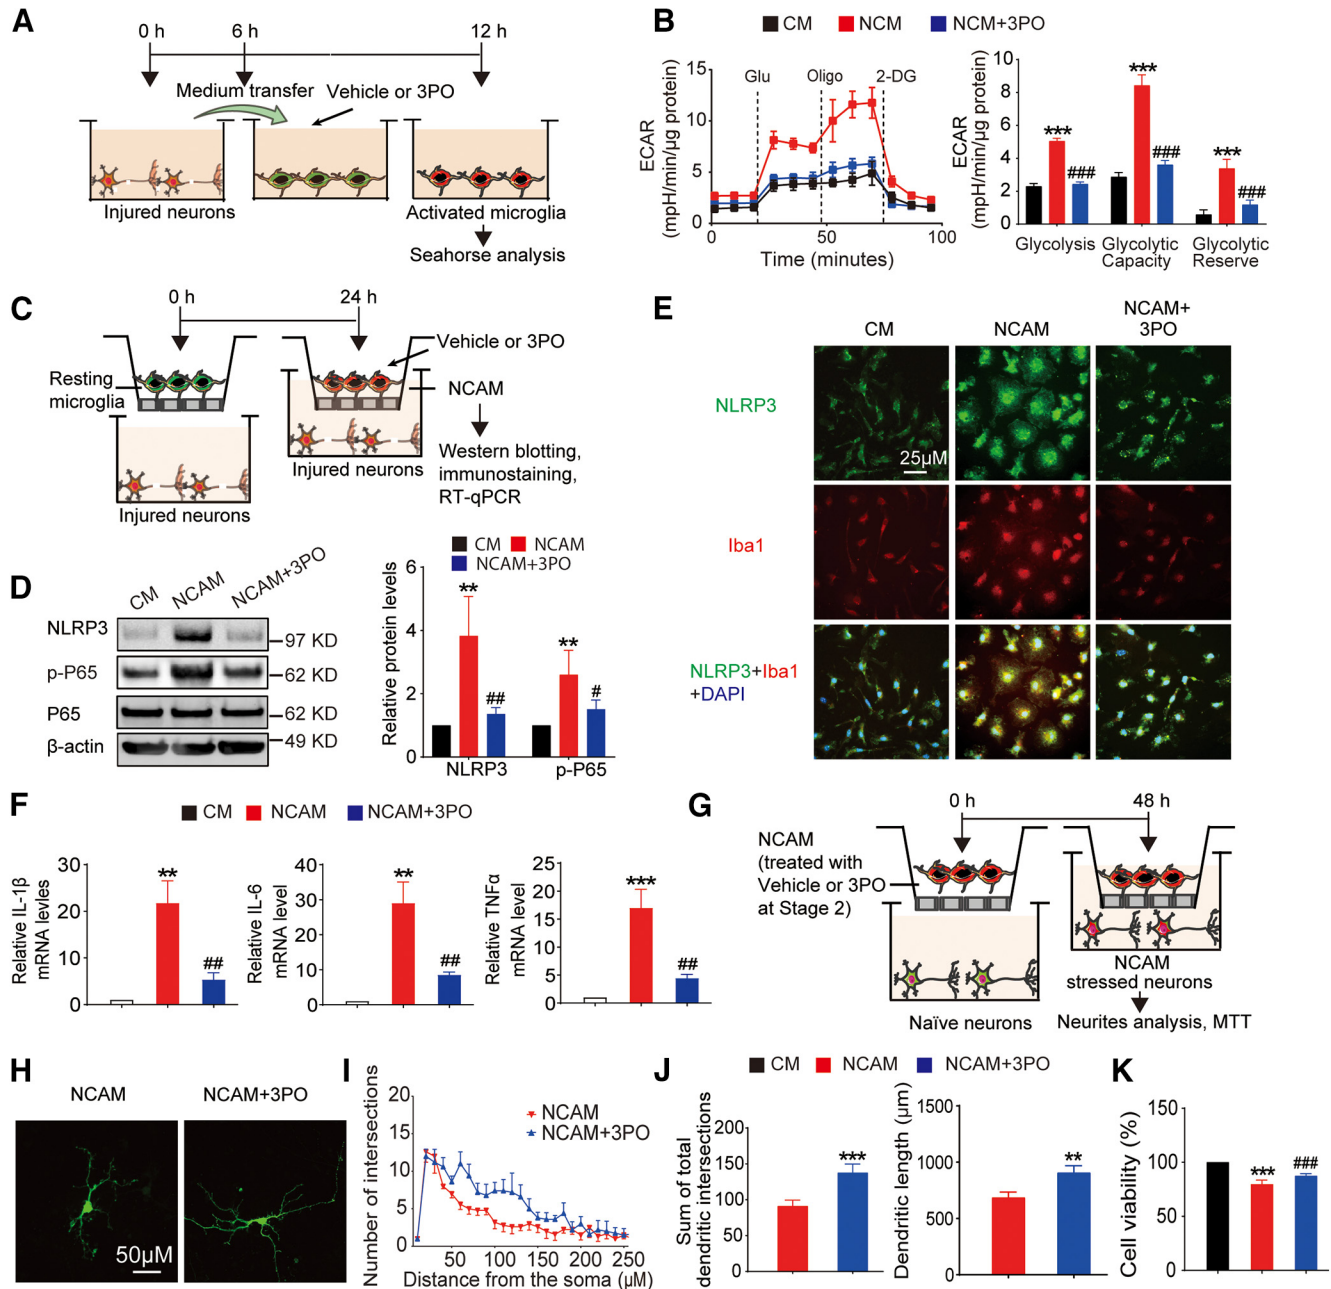 A
0 h
6 h
12 h
Medium transfer
Vehicle or 3PO
Injured neurons
Activated microglia
Seahorse analysis
B
CM
NCM
NCM+3PO
ECAR
(mpH/min/µg protein)
15
10
5
0
Glu
Oligo
2-DG
0
50
100
Time (minutes)
ECAR
(mpH/min/µg protein)
10
8
6
4
2
0
***
***
###
***
###
###
Glycolysis
Glycolytic
Capacity
Glycolytic
Reserve
C
0 h
24 h
Vehicle or 3PO
Resting
microglia
NCAM
Injured neurons
Injured neurons
Western blotting,
immunostaining,
RT-qPCR
D
CM
NCAM
NCAM+3PO
NLRP3
97 KD
p-P65
62 KD
P65
62 KD
β-actin
49 KD
CM
NCAM
NCAM+3PO
Relative protein levels
6
4
2
0
**
##
**
#
NLRP3
p-P65
E
CM
NCAM
NCAM+
3PO
NLRP3
25µM
Iba1
NLRP3+Iba1
+DAPI
F
CM
NCAM
NCAM+3PO
Relative IL-1β
mRNA levels
30
20
10
0
**
##
Relative IL-6
mRNA level
40
30
20
10
0
**
##
Relative TNFα
mRNA level
25
20
15
10
5
0
***
##
G
0 h
48 h
NCAM
(treated with
Vehicle or 3PO
at Stage 2)
Naïve neurons
NCAM
stressed neurons
Neurites analysis, MTT
H
NCAM
NCAM+3PO
50µM
I
Number of intersections
20
15
10
5
0
NCAM
NCAM+3PO
50
100
150
200
250
Distance from the soma (µM)
J
CM
NCAM
NCAM+3PO
Sum of total
dendritic intersections
200
150
100
50
0
***
Dendritic length (µm)
1500
1000
500
0
**
K
Cell viability (%)
150
100
50
0
***
###